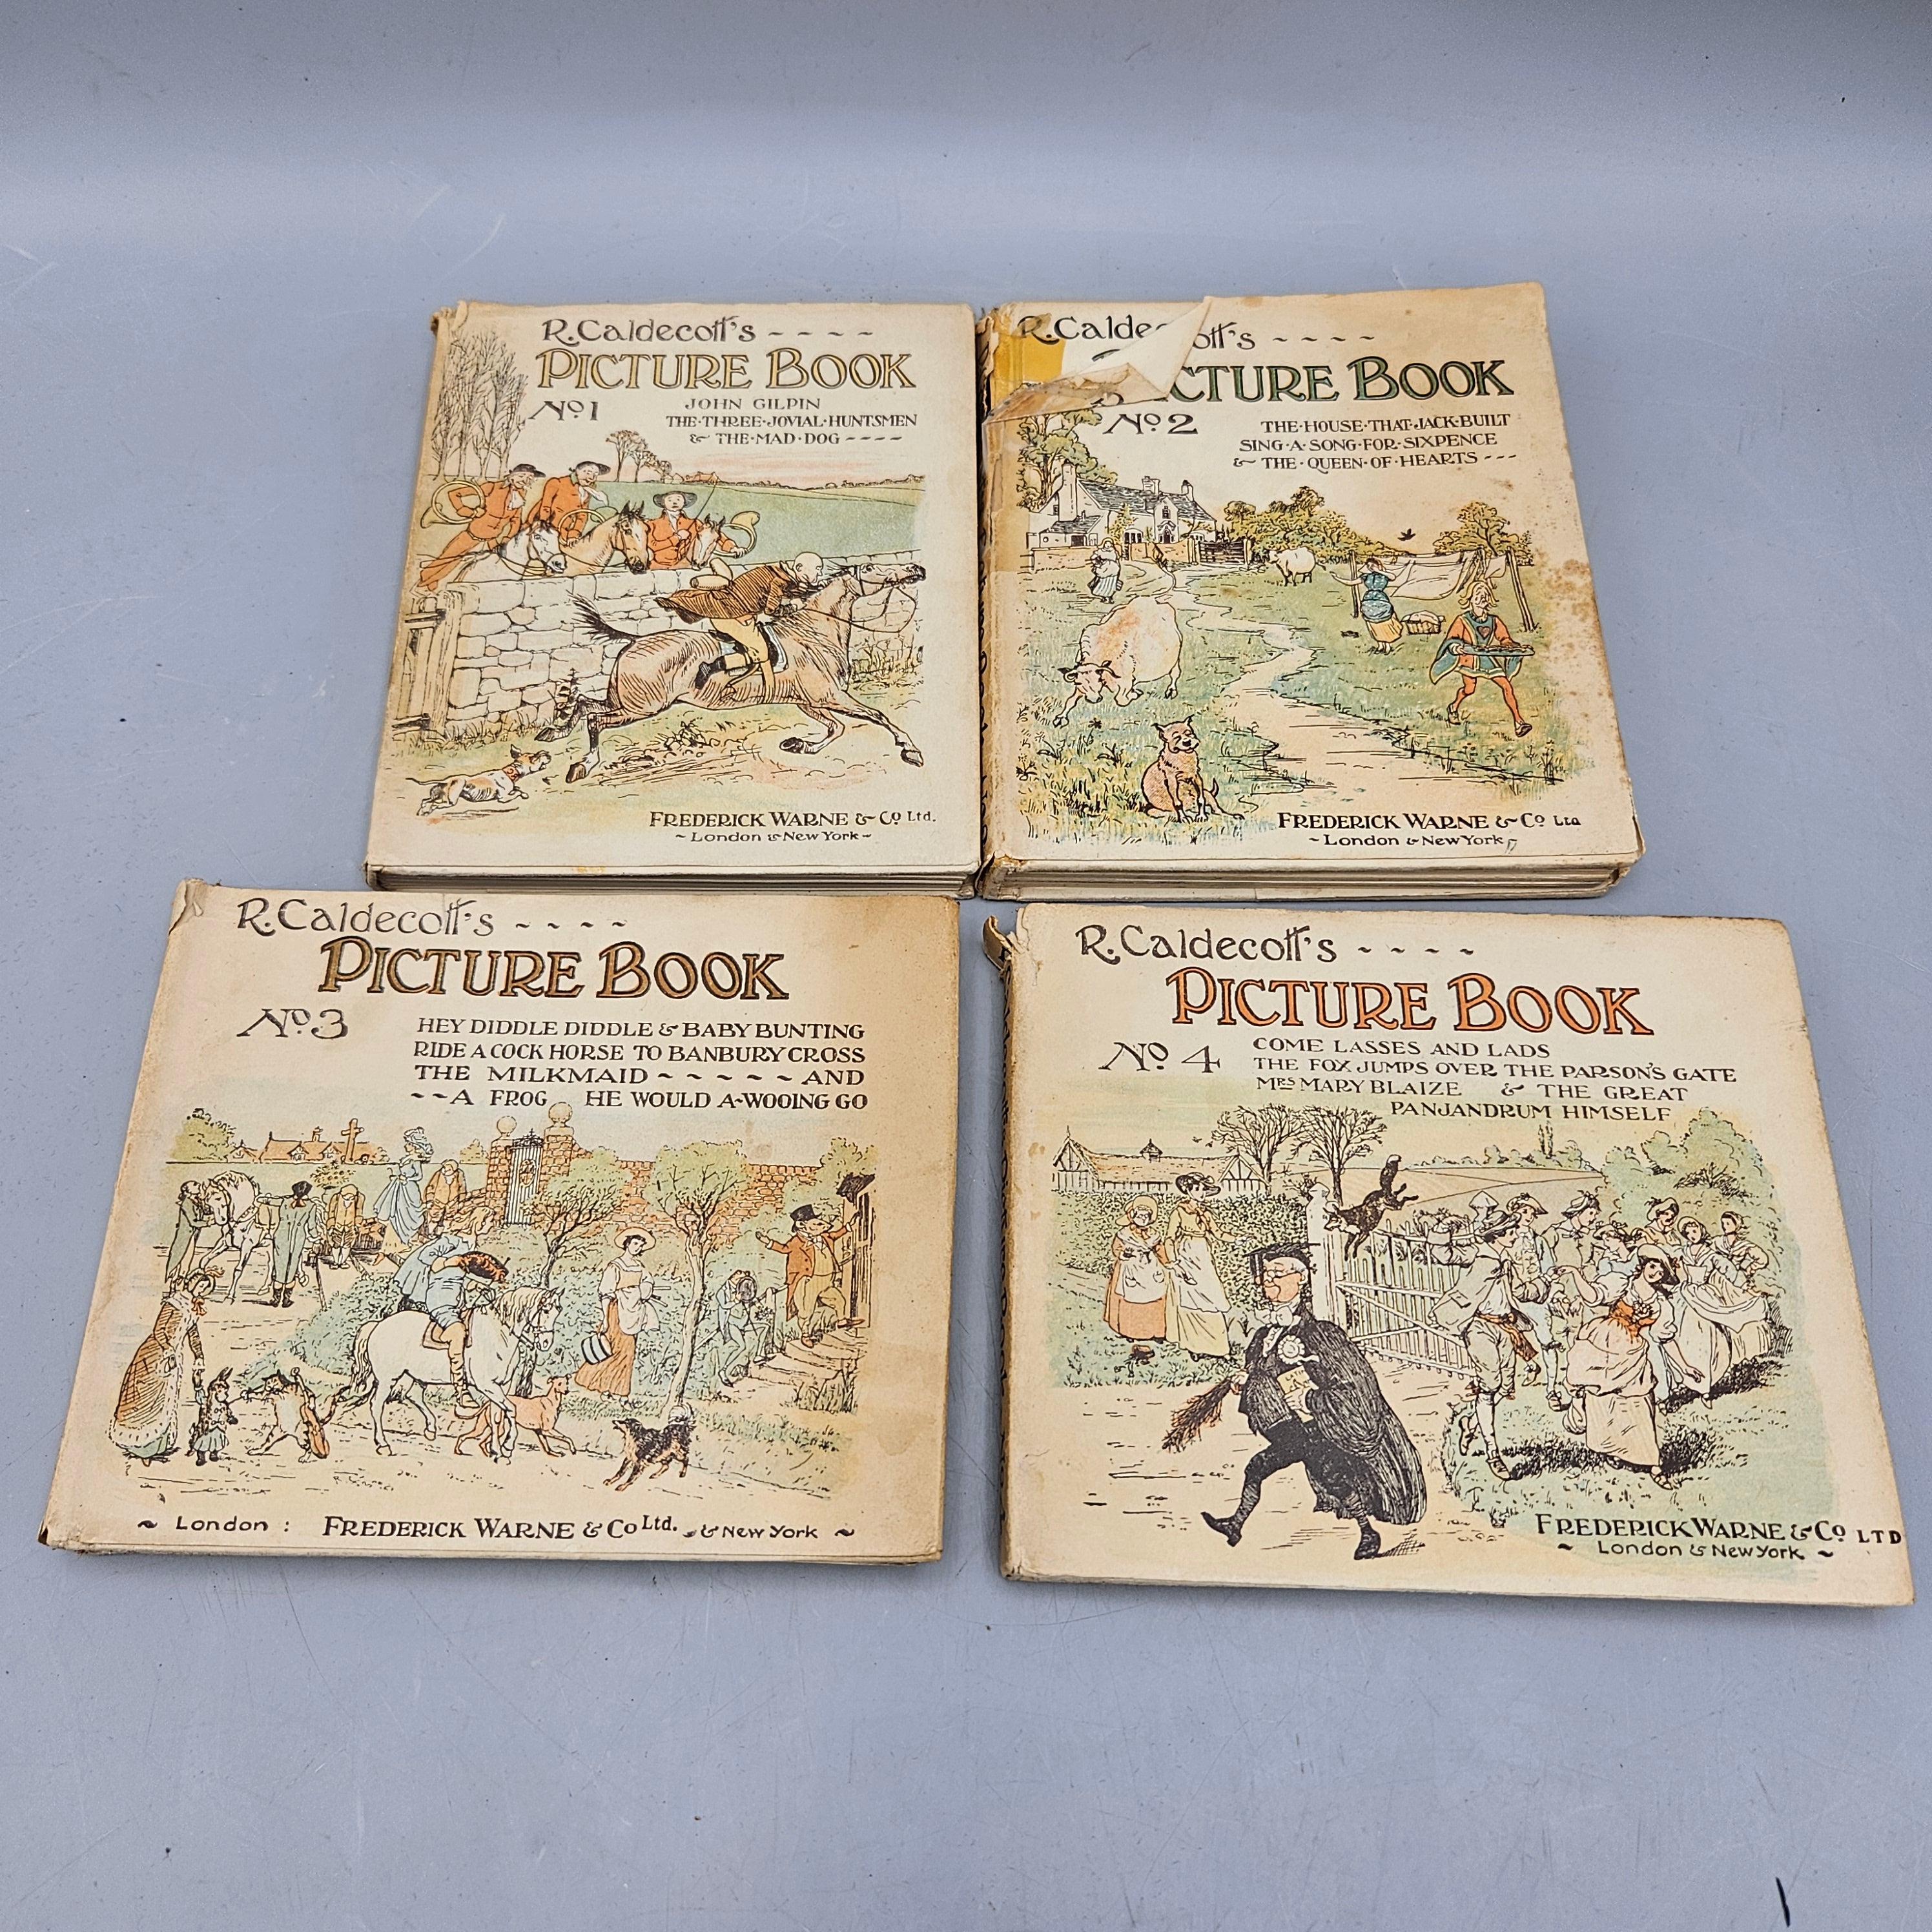 R. Caldecott's ~ ~ ~ ~
PICTURE BOOK
No. 1
JOHN GILPIN
THE·THREE·JOVIAL·HUNTSMEN
& THE·MAD·DOG ~ ~ ~ ~
FREDERICK WARNE & Co Ltd.
~ London & New York ~
R. Caldecott's ~ ~ ~ ~
PICTURE BOOK
No. 2
THE·HOUSE·THAT·JACK·BUILT
SING·A·SONG·FOR·SIXPENCE
& THE·QUEEN·OF·HEARTS ~ ~ ~
FREDERICK WARNE & Co Ltd
~ London & New York
R. Caldecott's ~ ~ ~ ~
PICTURE BOOK
No. 3
HEY DIDDLE DIDDLE & BABY BUNTING
RIDE A COCK HORSE TO BANBURY CROSS
THE MILKMAID ~ ~ ~ ~ ~ AND
~ ~ A FROG HE WOULD A-WOOING GO
~ London : FREDERICK WARNE & Co Ltd. & New York ~
R. Caldecott's ~ ~ ~ ~
PICTURE BOOK
No. 4
COME LASSES AND LADS
THE FOX JUMPS OVER THE PARSON'S GATE
MRS MARY BLAIZE & THE GREAT
PANJANDRUM HIMSELF
FREDERICK WARNE & Co LTD
~ London & New York ~